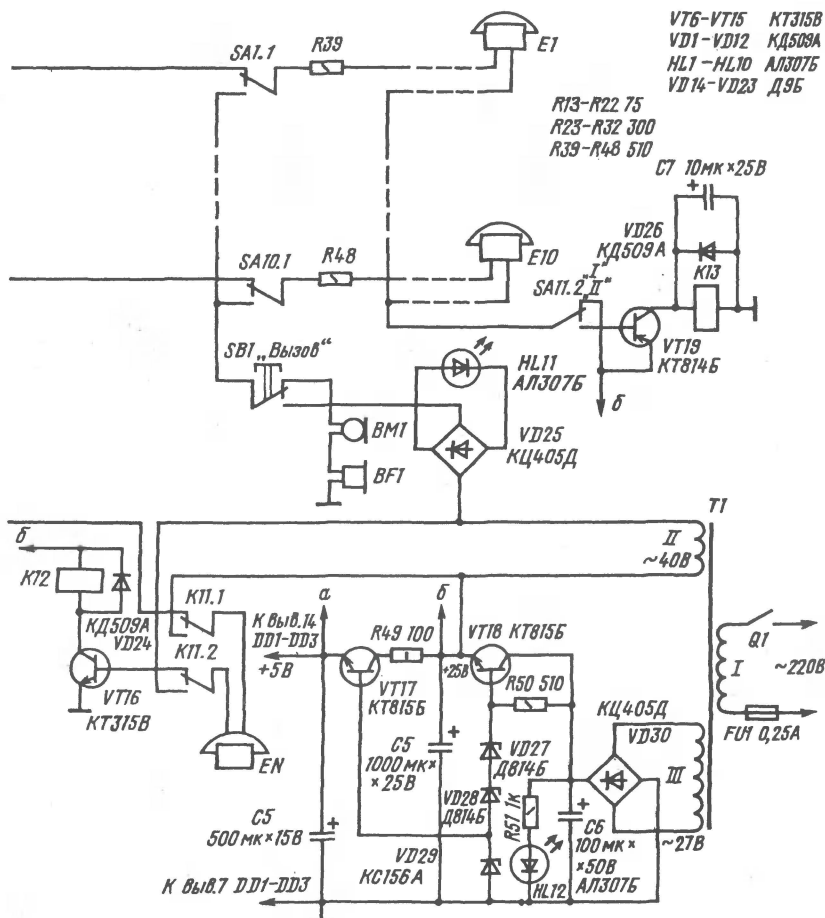 VT6-VT15 КТ315В
VD1-VD12 КД509А
HL1-HL10 АЛ307Б
VD14-VD23 Д9Б
SA1.1
R39
E1
R13-R22 75
R23-R32 300
R39-R48 510
C7 10мк×25В
+
VD26
КД509А
K13
SA10.1
R48
E10
SA11.2
„I“
„II“
VT19
КТ814Б
б
SB1 „Вызов“
HL11
АЛ307Б
BM1
BF1
VD25
КЦ405Д
T1
II
~40В
б
K12
КД509А
VD24
K11.1
K11.2
VT16
КТ315В
EN
а
К выв.14
DD1-DD3
+5В
R49 100
б
+25В
VT18 КТ815Б
VT17
КТ815Б
R50 510
Q1
I
~220В
FU1 0,25А
C5
1000мк×
×25В
+
VD27
Д814Б
VD28
Д814Б
КЦ405Д
VD30
III
~27В
C5
500мк×15В
+
R51 1к
+
C6
100мк×
×50В
АЛ307Б
HL12
VD29
КС156А
К выв.7 DD1-DD3